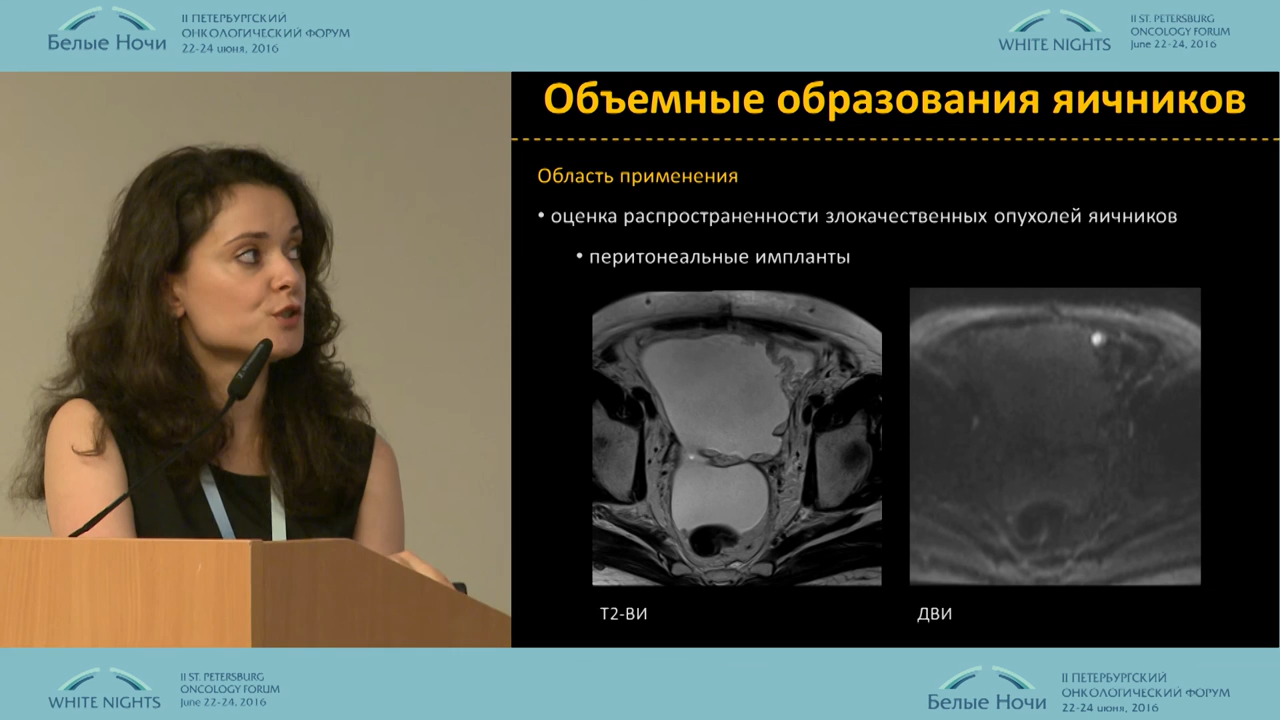 Белые Ночи
II ПЕТЕРБУРГСКИЙ
ОНКОЛОГИЧЕСКИЙ ФОРУМ
22-24 июня, 2016
WHITE NIGHTS
II ST. PETERSBURG
ONCOLOGY FORUM
June 22-24, 2016
Объемные образования яичников
Область применения
• оценка распространенности злокачественных опухолей яичников
• перитонеальные импланты
Т2-ВИ
ДВИ
WHITE NIGHTS
II ST. PETERSBURG
ONCOLOGY FORUM
June 22-24, 2016
Белые Ночи
II ПЕТЕРБУРГСКИЙ
ОНКОЛОГИЧЕСКИЙ ФОРУМ
22-24 июня, 2016